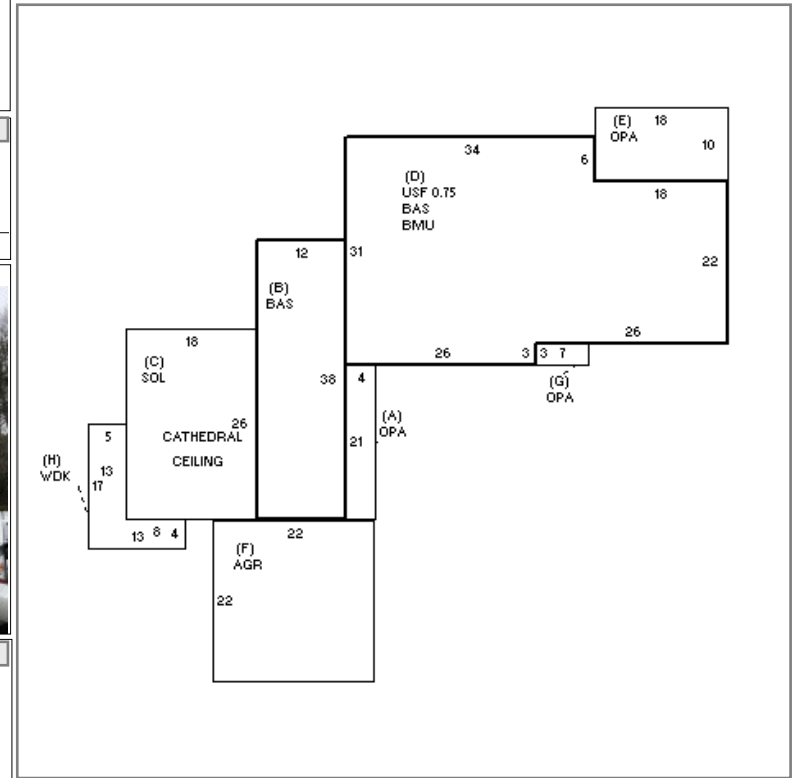 (E)
OPA
18
10
34
6
(D)
USF 0.75
BAS
BMU
18
31
22
12
(B)
BAS
26
18
26
3
3
7
(C)
SOL
38
4
(G)
OPA
26
(A)
OPA
CATHEDRAL
CEILING
5
21
(H)
WDK
13
17
13
8
4
22
(F)
AGR
22